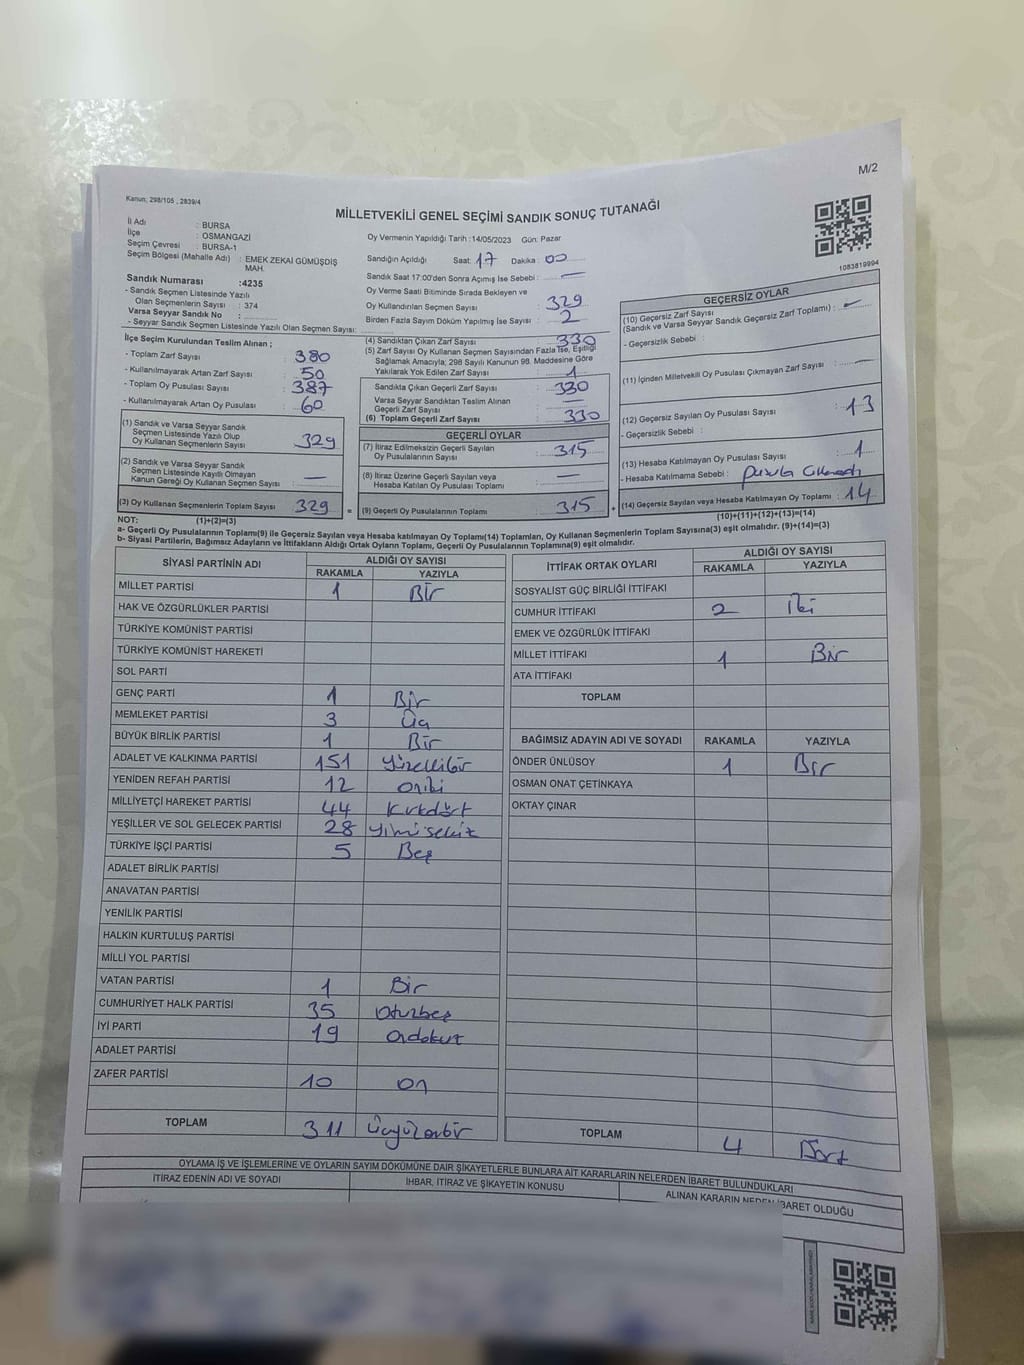 M/2
Kanun; 298/105 , 2839/4
MİLLETVEKİLİ GENEL SEÇİMİ SANDIK SONUÇ TUTANAĞI
1083819994
İl Adı : BURSA
İlçe : OSMANGAZİ
Seçim Çevresi : BURSA-1
Seçim Bölgesi (Mahalle Adı) : EMEK ZEKAİ GÜMÜŞDİŞ MAH.
Sandık Numarası :4235
- Sandık Seçmen Listesinde Yazılı
Olan Seçmenlerin Sayısı : 374
Varsa Seyyar Sandık No :
- Seyyar Sandık Seçmen Listesinde Yazılı Olan Seçmen Sayısı:
Oy Vermenin Yapıldığı Tarih :14/05/2023 Gün: Pazar
Sandığın Açıldığı Saat: 17 Dakika: 00
Sandık Saat 17:00'den Sonra Açımış İse Sebebi : —
Oy Verme Saati Bitiminde Sırada Bekleyen ve
Oy Kullandırılan Seçmen Sayısı : 329
Birden Fazla Sayım Döküm Yapılmış İse Sayısı : 2
İlçe Seçim Kurulundan Teslim Alınan ;
- Toplam Zarf Sayısı : 380
- Kullanılmayarak Artan Zarf Sayısı : 50
- Toplam Oy Pusulası Sayısı : 387
- Kullanılmayarak Artan Oy Pusulası : 60
(1) Sandık ve Varsa Seyyar Sandık
Seçmen Listesinde Yazılı Olup
Oy Kullanan Seçmenlerin Sayısı : 329
(2) Sandık ve Varsa Seyyar Sandık
Seçmen Listesinde Kayıtlı Olmayan
Kanun Gereği Oy Kullanan Seçmen Sayısı : —
(3) Oy Kullanan Seçmenlerin Toplam Sayısı : 329 =
(4) Sandıktan Çıkan Zarf Sayısı : 330
(5) Zarf Sayısı Oy Kullanan Seçmen Sayısından Fazla İse, Eşitliği
Sağlamak Amacıyla; 298 Sayılı Kanunun 98. Maddesine Göre
Yakılarak Yok Edilen Zarf Sayısı : 1
Sandıkta Çıkan Geçerli Zarf Sayısı : 330
Varsa Seyyar Sandıktan Teslim Alınan
Geçerli Zarf Sayısı : —
(6) Toplam Geçerli Zarf Sayısı : 330
GEÇERLİ OYLAR
(7) İtiraz Edilmeksizin Geçerli Sayılan
Oy Pusulalarının Sayısı : 315
(8) İtiraz Üzerine Geçerli Sayılan veya
Hesaba Katılan Oy Pusulası Toplamı : —
(9) Geçerli Oy Pusulalarının Toplamı : 315 +
GEÇERSİZ OYLAR
(10) Geçersiz Zarf Sayısı
(Sandık ve Varsa Seyyar Sandık Geçersiz Zarf Toplamı) : —
- Geçersizlik Sebebi :
(11) İçinden Milletvekili Oy Pusulası Çıkmayan Zarf Sayısı : —
(12) Geçersiz Sayılan Oy Pusulası Sayısı : 13
- Geçersizlik Sebebi :
(13) Hesaba Katılmayan Oy Pusulası Sayısı : 1
- Hesaba Katılmama Sebebi : pusula Çıkmadı
(14) Geçersiz Sayılan veya Hesaba Katılmayan Oy Toplamı : 14
NOT: (1)+(2)=(3) (10)+(11)+(12)+(13)=(14)
a- Geçerli Oy Pusulalarının Toplamı(9) ile Geçersiz Sayılan veya Hesaba katılmayan Oy Toplamı(14) Toplamları, Oy Kullanan Seçmenlerin Toplam Sayısına(3) eşit olmalıdır. (9)+(14)=(3)
b- Siyasi Partilerin, Bağımsız Adayların ve İttifakların Aldığı Ortak Oyların Toplamı, Geçerli Oy Pusulalarının Toplamına(9) eşit olmalıdır.
SİYASİ PARTİNİN ADI ALDIĞI OY SAYISI
RAKAMLA YAZIYLA
MİLLET PARTİSİ 1 Bir
HAK VE ÖZGÜRLÜKLER PARTİSİ
TÜRKİYE KOMÜNİST PARTİSİ
TÜRKİYE KOMÜNİST HAREKETİ
SOL PARTİ
GENÇ PARTİ 1 Bir
MEMLEKET PARTİSİ 3 Üç
BÜYÜK BİRLİK PARTİSİ 1 Bir
ADALET VE KALKINMA PARTİSİ 151 Yüzellibir
YENİDEN REFAH PARTİSİ 12 oniki
MİLLİYETÇİ HAREKET PARTİSİ 44 Kırkdört
YEŞİLLER VE SOL GELECEK PARTİSİ 28 yimisekiz
TÜRKİYE İŞÇİ PARTİSİ 5 Beş
ADALET BİRLİK PARTİSİ
ANAVATAN PARTİSİ
YENİLİK PARTİSİ
HALKIN KURTULUŞ PARTİSİ
MİLLİ YOL PARTİSİ
VATAN PARTİSİ 1 Bir
CUMHURİYET HALK PARTİSİ 35 Otuzbeş
İYİ PARTİ 19 Ondokuz
ADALET PARTİSİ
ZAFER PARTİSİ 10 On
TOPLAM 311 Üçyüzonbir
İTTİFAK ORTAK OYLARI ALDIĞI OY SAYISI
RAKAMLA YAZIYLA
SOSYALİST GÜÇ BİRLİĞİ İTTİFAKI
CUMHUR İTTİFAKI 2 İki
EMEK VE ÖZGÜRLÜK İTTİFAKI
MİLLET İTTİFAKI 1 Bir
ATA İTTİFAKI
TOPLAM
BAĞIMSIZ ADAYIN ADI VE SOYADI RAKAMLA YAZIYLA
ÖNDER ÜNLÜSOY 1 Bir
OSMAN ONAT ÇETİNKAYA
OKTAY ÇINAR
TOPLAM 4 Dört
OYLAMA İŞ VE İŞLEMLERİNE VE OYLARIN SAYIM DÖKÜMÜNE DAİR ŞİKAYETLERLE BUNLARA AİT KARARLARIN NELERDEN İBARET BULUNDUKLARI
İTİRAZ EDENİN ADI VE SOYADI İHBAR, İTİRAZ VE ŞİKAYETİN KONUSU ALINAN KARARIN NEDEN İBARET OLDUĞU